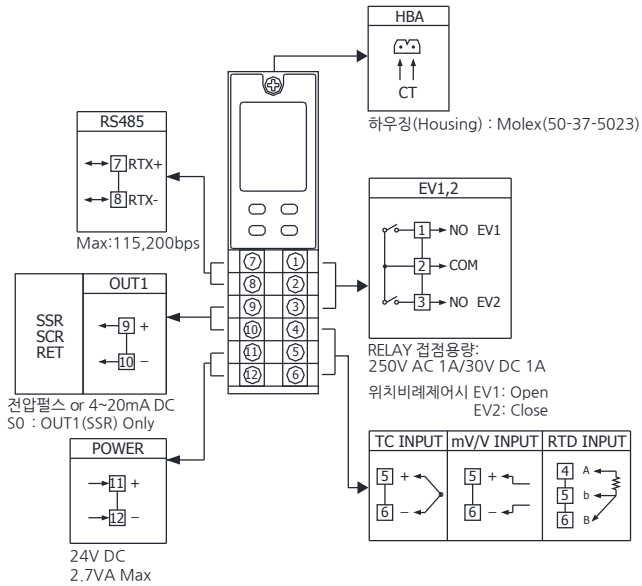 HBA
CT
하우징(Housing) : Molex(50-37-5023)
RS485
7 RTX+
8 RTX-
Max:115,200bps
EV1,2
1 NO EV1
2 COM
3 NO EV2
RELAY 접점용량:
250V AC 1A/30V DC 1A
위치비례제어시 EV1: Open
EV2: Close
7 1
8 2
9 3
10 4
11 5
12 6
OUT1
SSR
SCR
RET
9 +
10 −
전압펄스 or 4~20mA DC
S0 : OUT1(SSR) Only
POWER
11 +
12 −
24V DC
2.7VA Max
TC INPUT
5 +
6 −
mV/V INPUT
5 +
6 −
RTD INPUT
4 A
5 b
6 B